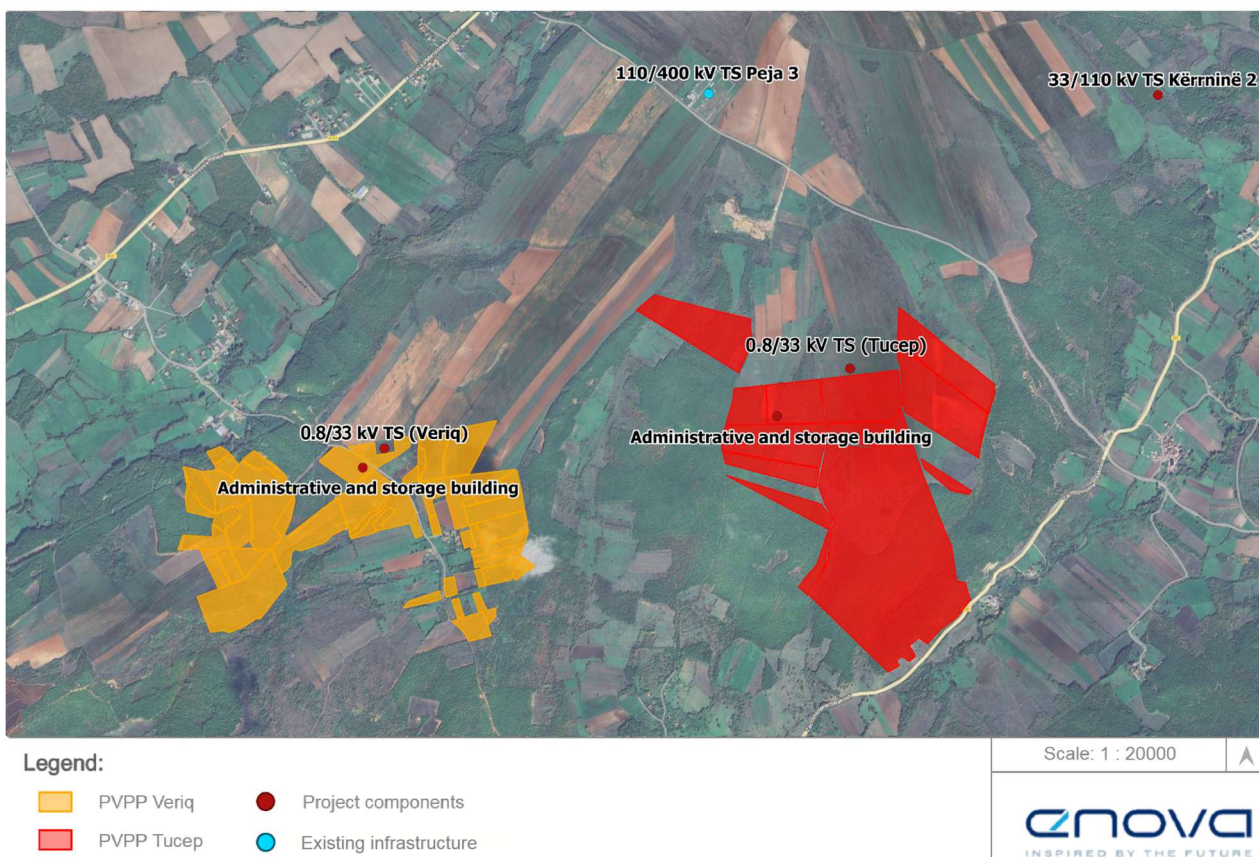 110/400 kV TS Peja 3
33/110 kV TS Kërrninë 2
0.8/33 kV TS (Tucep)
0.8/33 kV TS (Veriq)
Administrative and storage building
Administrative and storage building
Legend:
PVPP Veriq
Project components
PVPP Tucep
Existing infrastructure
Scale: 1 : 20000
enova
INSPIRED BY THE FUTURE